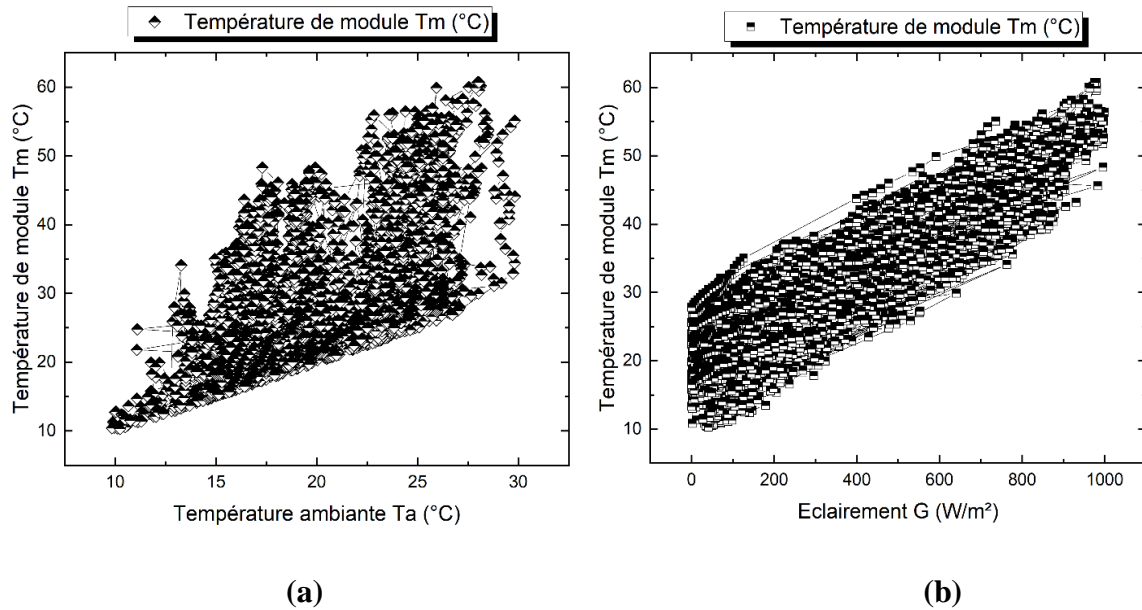 Température de module Tm (°C)
Température de module Tm (°C)
60
50
40
30
20
10
10
15
20
25
30
Température ambiante Ta (°C)
(a)
Température de module Tm (°C)
Température de module Tm (°C)
60
50
40
30
20
10
0
200
400
600
800
1000
Eclairement G (W/m²)
(b)